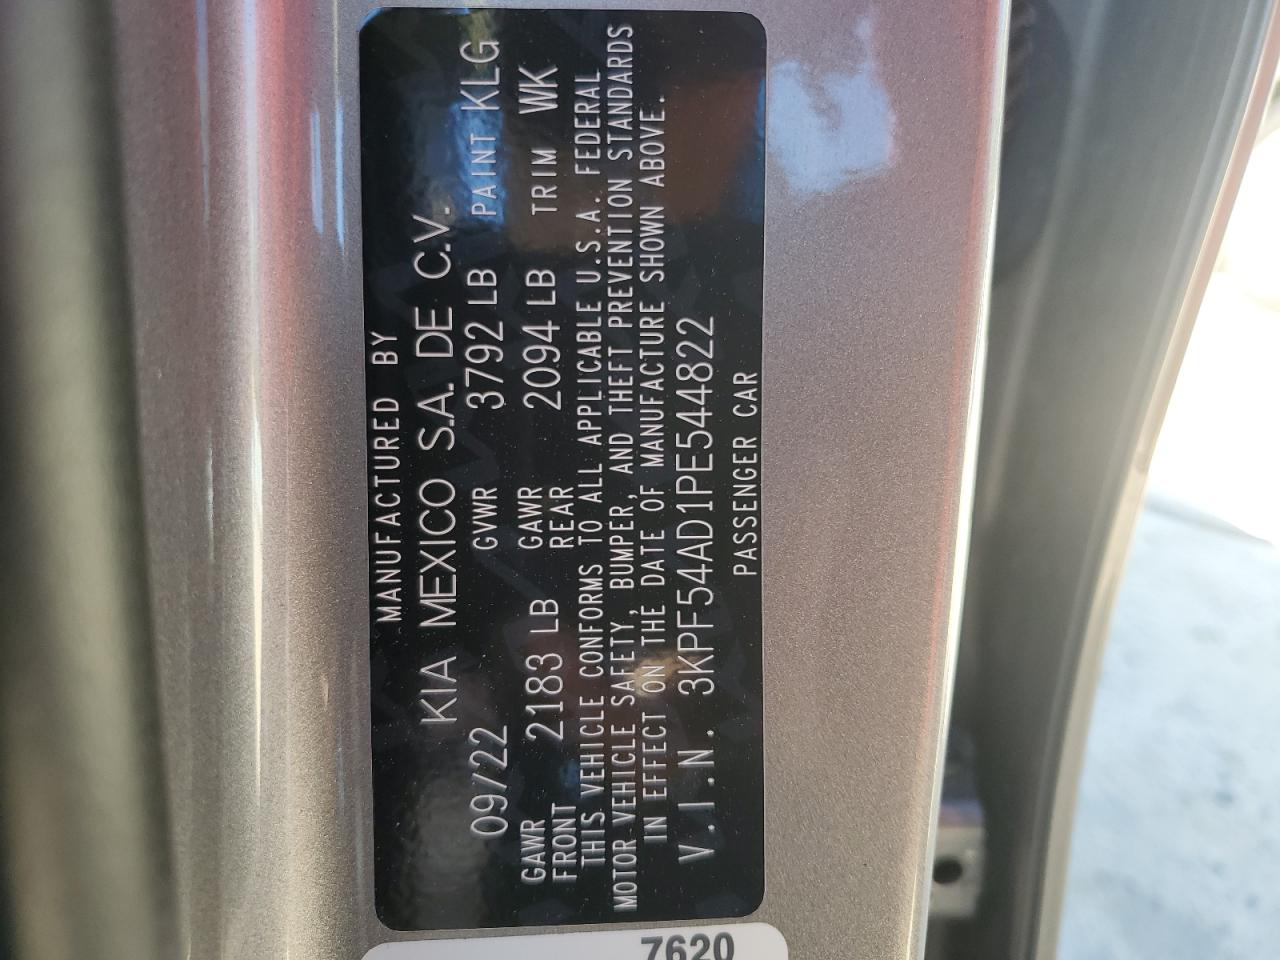 MANUFACTURED BY
KIA MEXICO S.A. DE C.V.
09/22 GVWR 3792 LB PAINT KLG
GAWR FRONT 2183 LB GAWR REAR 2094 LB TRIM WK
THIS VEHICLE CONFORMS TO ALL APPLICABLE U.S.A. FEDERAL
MOTOR VEHICLE SAFETY, BUMPER, AND THEFT PREVENTION STANDARDS
IN EFFECT ON THE DATE OF MANUFACTURE SHOWN ABOVE.
V.I.N. 3KPF54AD1PE544822
PASSENGER CAR
7620